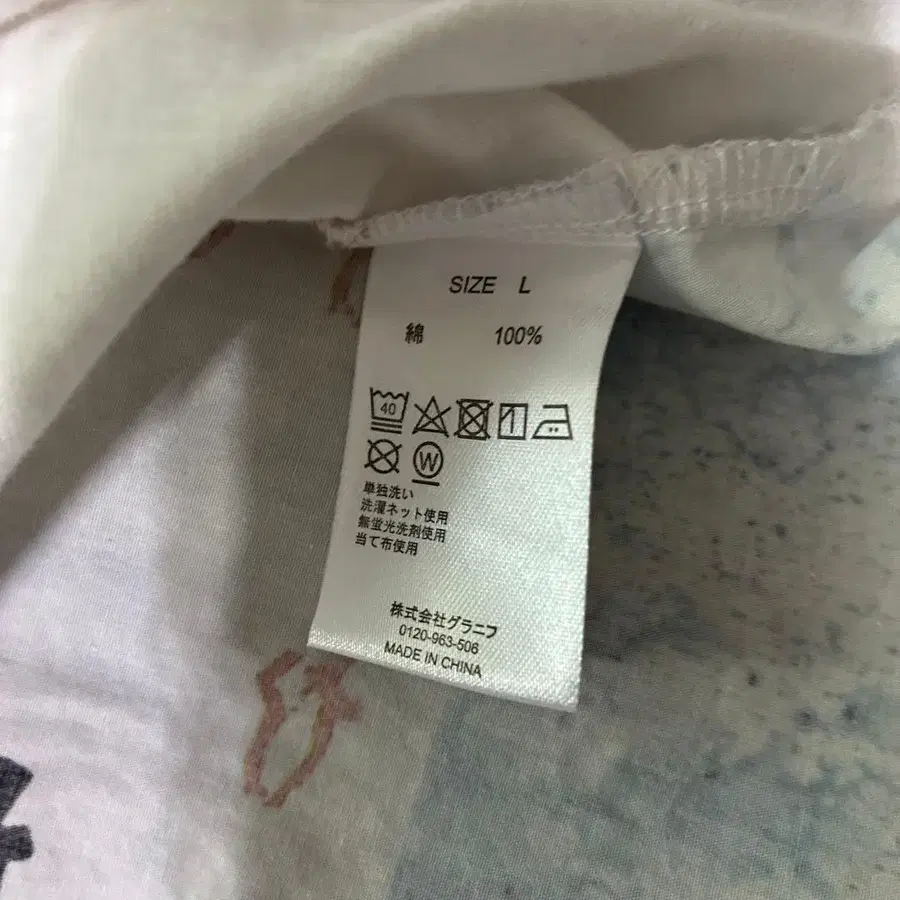 SIZE L
綿 100%
40
W
単独洗い
洗濯ネット使用
無蛍光洗剤使用
当て布使用
株式会社グラニフ
0120-963-506
MADE IN CHINA